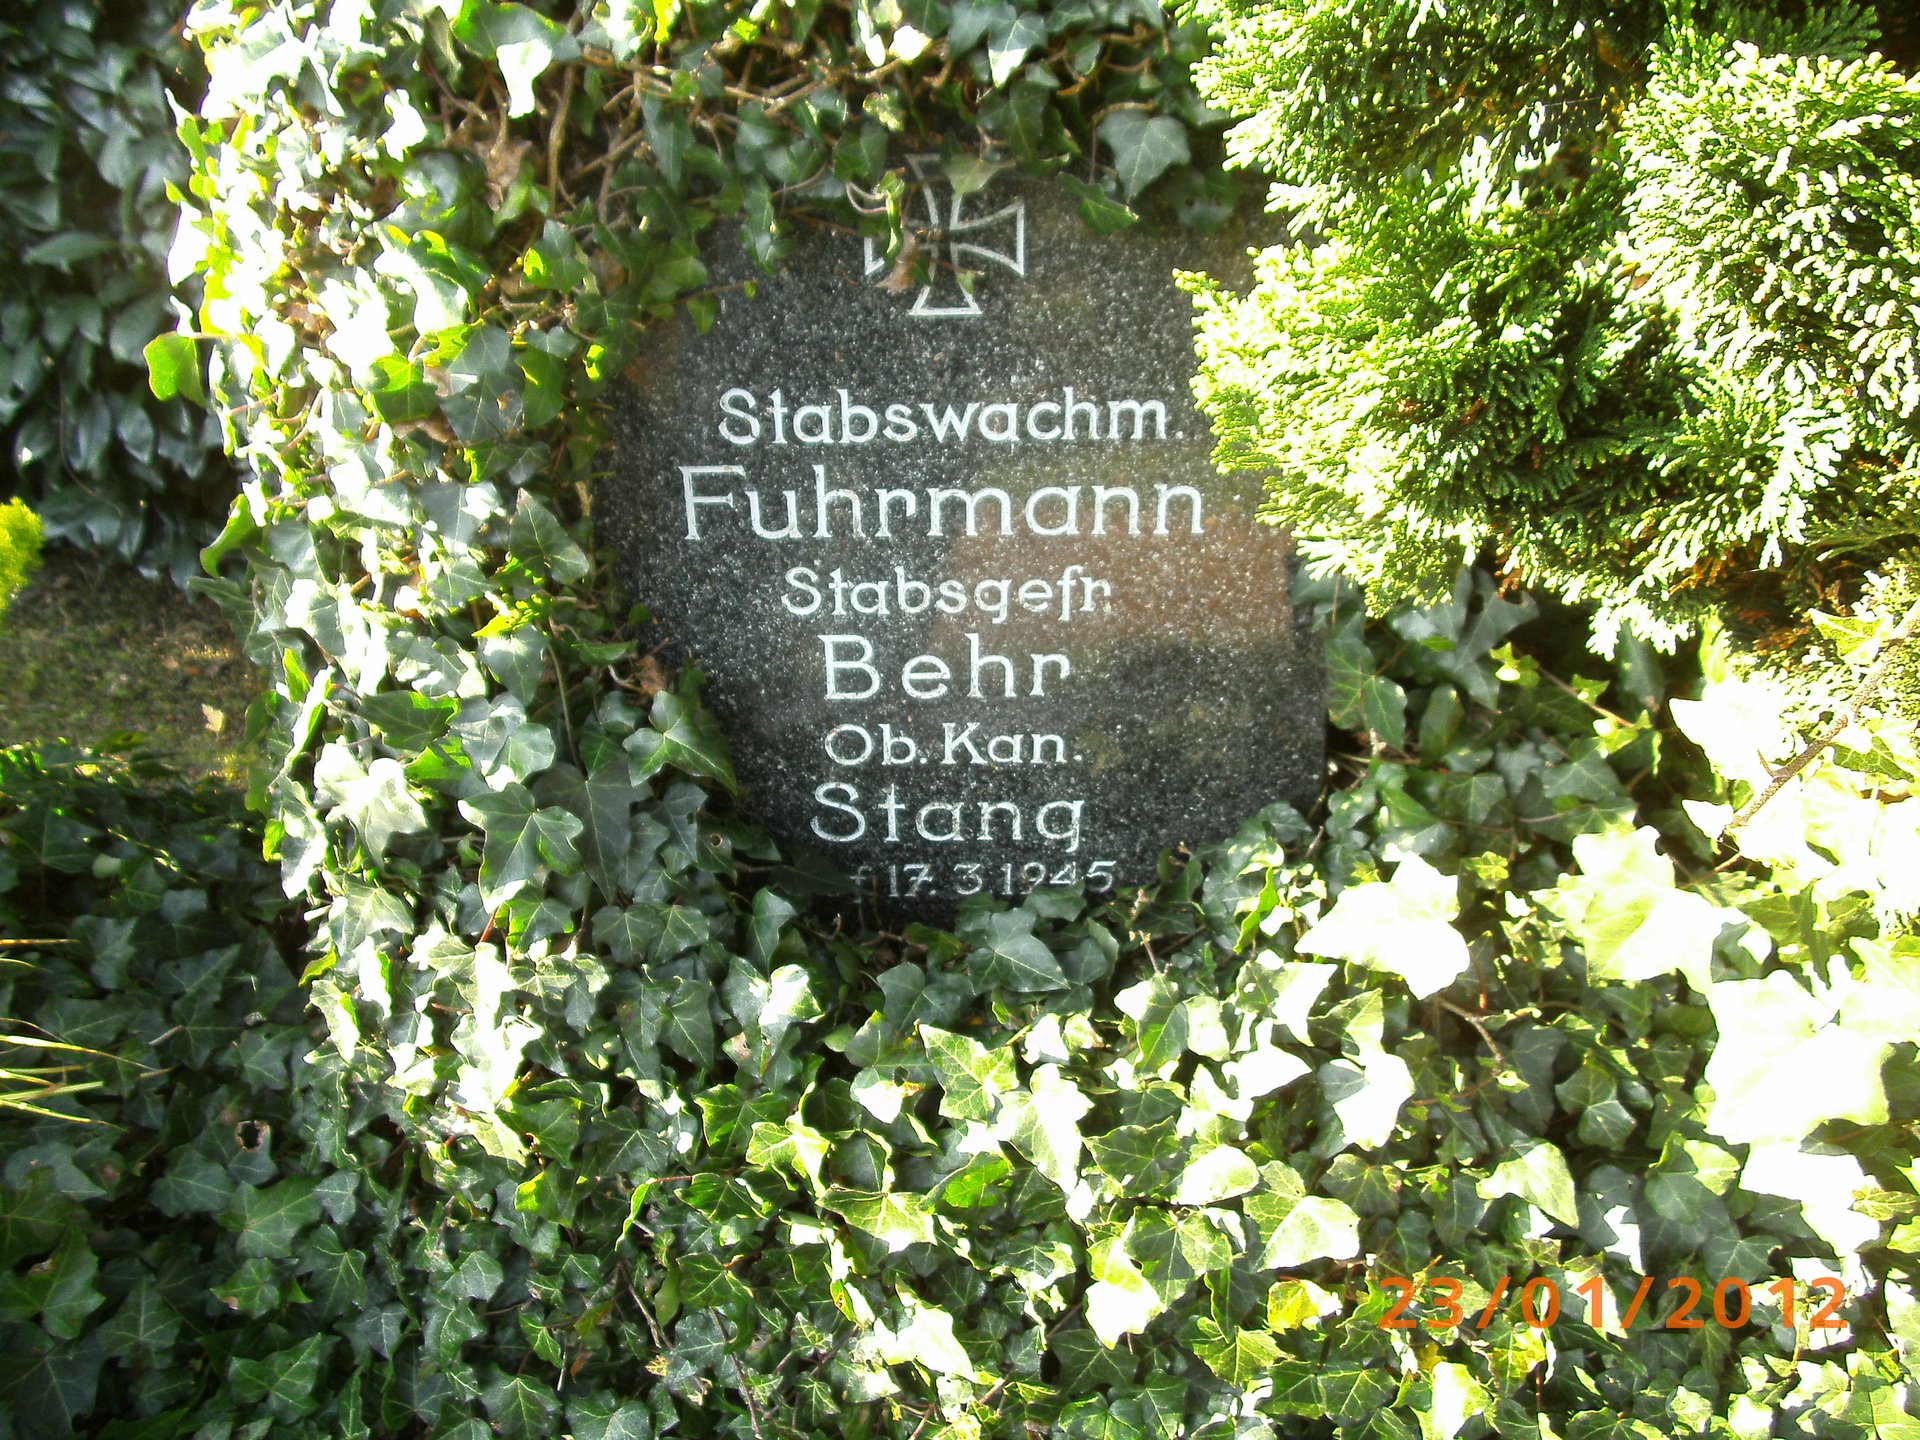 Stabswachm.
Fuhrmann
Stabsgefr.
Behr
Ob. Kan.
Stang
† 17. 3 1945
23/01/2012